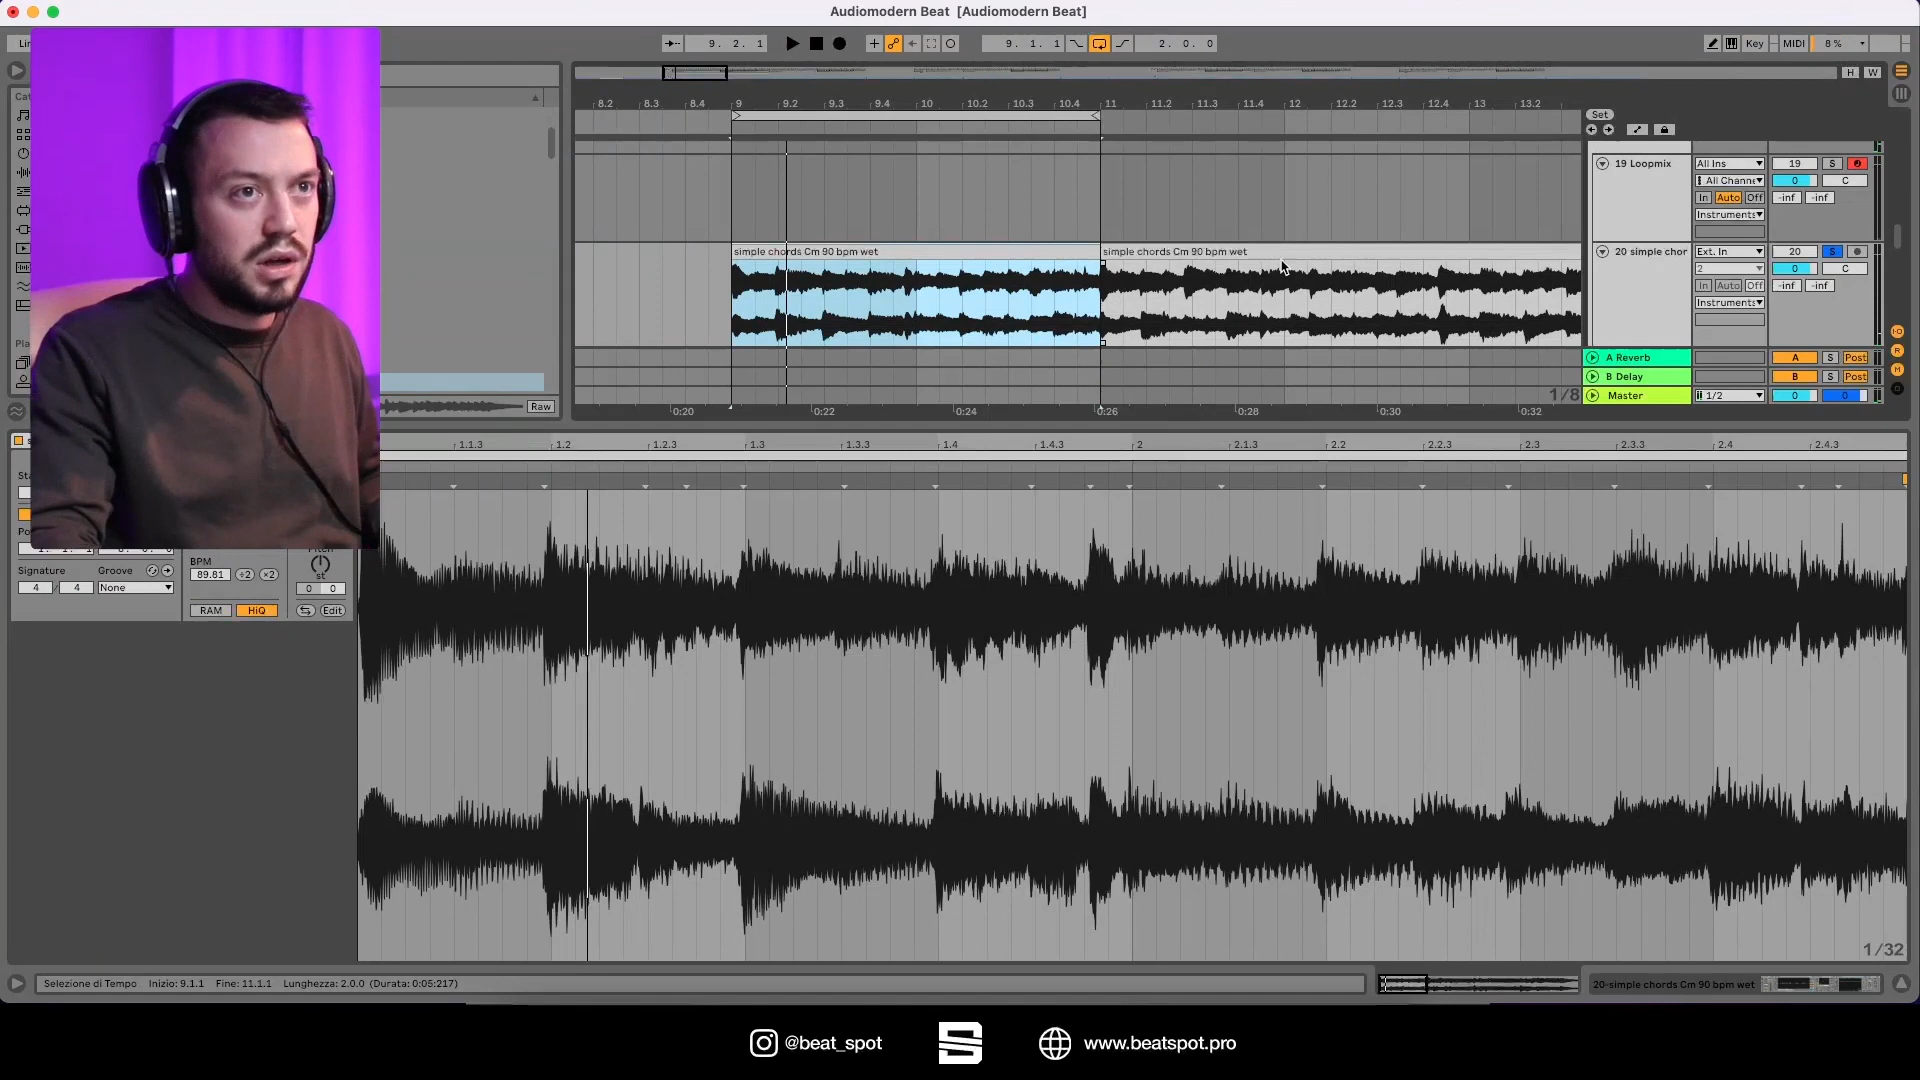 Audiomodern Beat [Audiomodern Beat]
9. 2. 1
9. 1. 1
2. 0. 0
Key
MIDI
8 %
H
W
8.2 8.3 8.4 9 9.2 9.3 9.4 10 10.2 10.3 10.4 11 11.2 11.3 11.4 12 12.2 12.3 12.4 13 13.2
Set
19 Loopmix
All Ins
19
S
All Channe
0
C
In Auto Off
-inf -inf
Instruments
simple chords Cm 90 bpm wet
simple chords Cm 90 bpm wet
20 simple chor
Ext. In
20
S
2
0
C
In Auto Off
-inf -inf
Instruments
A Reverb
A
S
Post
B Delay
B
S
Post
1/8
Master
1/2
0
0
Raw
0:20 0:22 0:24 0:26 0:28 0:30 0:32
1.1.3 1.2 1.2.3 1.3 1.3.3 1.4 1.4.3 2 2.1.3 2.2 2.2.3 2.3 2.3.3 2.4 2.4.3
Signature
Groove
4 / 4
None
BPM
89.81
÷2
×2
RAM
HiQ
Pitch
st
0 0
Edit
1/32
Selezione di Tempo Inizio: 9.1.1 Fine: 11.1.1 Lunghezza: 2.0.0 (Durata: 0:05:217)
20-simple chords Cm 90 bpm wet
@beat_spot
www.beatspot.pro